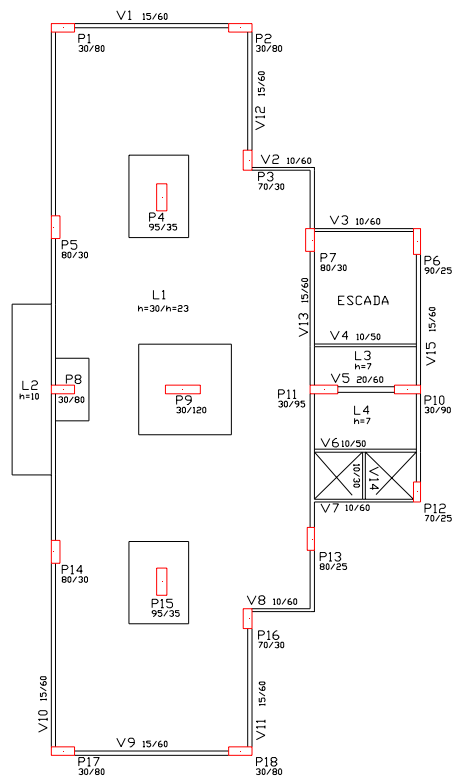 V1 15/60
P1
30/80
P2
30/80
V12 15/60
V2 10/60
P3
70/30
P4
95/35
V3 10/60
P5
80/30
P7
80/30
P6
90/25
L1
h=30/h=23
V13 15/60
ESCADA
V15 15/60
V4 10/50
L3
h=7
L2
h=10
P8
30/80
V5 20/60
P9
30/120
P11
30/95
P10
30/90
L4
h=7
V6 10/50
V14 10/30
V7 10/60
P12
70/25
P14
80/30
P13
80/25
P15
95/35
V8 10/60
P16
70/30
V10 15/60
V11 15/60
V9 15/60
P17
30/80
P18
30/80